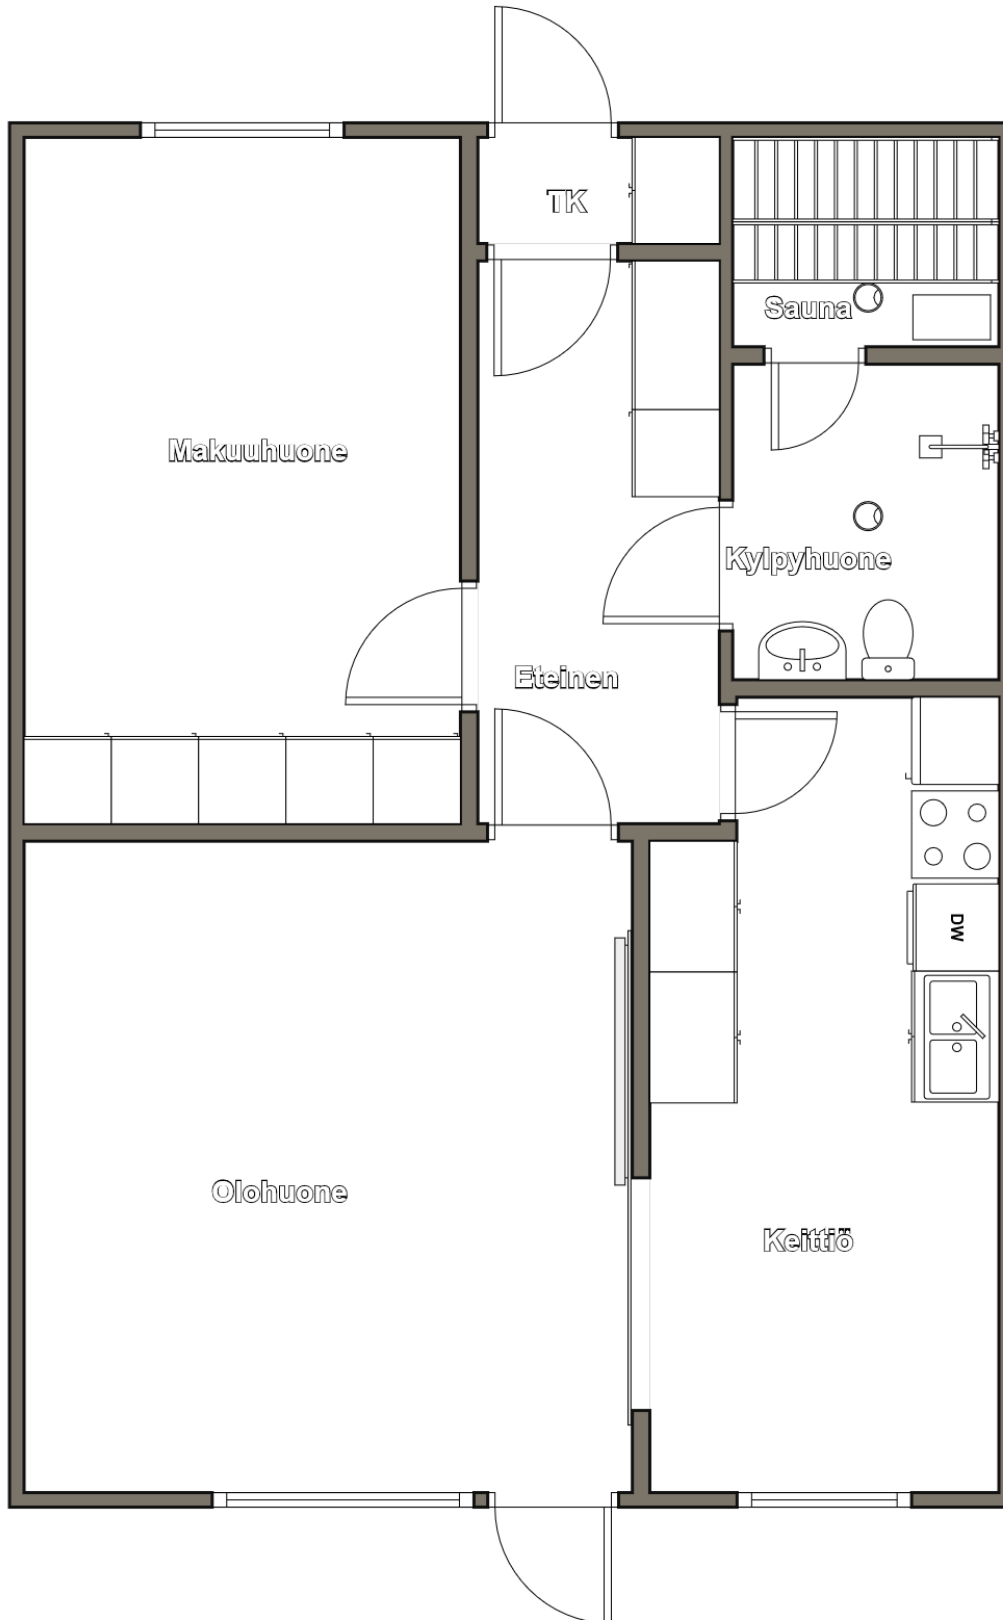 TK
Sauna
Makuuhuone
Kylpyhuone
Eteinen
DW
Olohuone
Keittiö